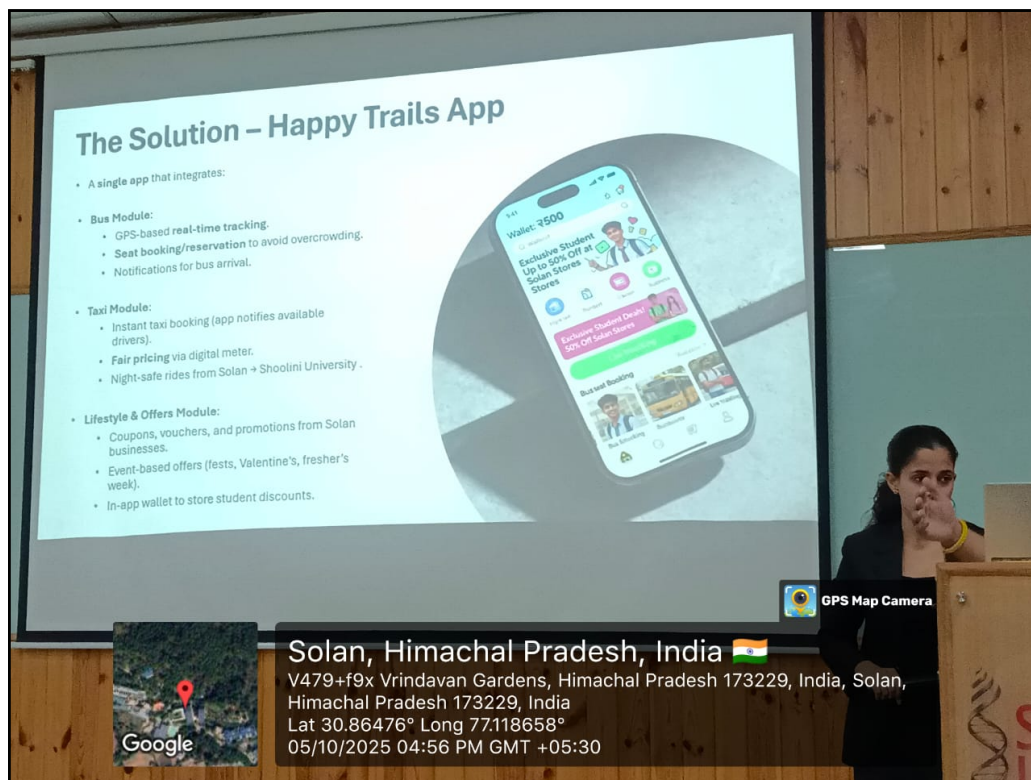 The Solution – Happy Trails App
• A single app that integrates:
• Bus Module:
• GPS-based real-time tracking.
• Seat booking/reservation to avoid overcrowding.
• Notifications for bus arrival.
• Taxi Module:
• Instant taxi booking (app notifies available
drivers).
• Fair pricing via digital meter.
• Night-safe rides from Solan → Shoolini University .
• Lifestyle & Offers Module:
• Coupons, vouchers, and promotions from Solan
businesses.
• Event-based offers (fests, Valentine's, fresher's
week).
• In-app wallet to store student discounts.
Wallet: ₹500
Exclusive Student
Up to 50% Off at
Solan Stores
Exclusive Student Deals!
50% Off Solan Stores
Bus seat Booking
GPS Map Camera
Google
Solan, Himachal Pradesh, India
V479+f9x Vrindavan Gardens, Himachal Pradesh 173229, India, Solan,
Himachal Pradesh 173229, India
Lat 30.86476° Long 77.118658°
05/10/2025 04:56 PM GMT +05:30